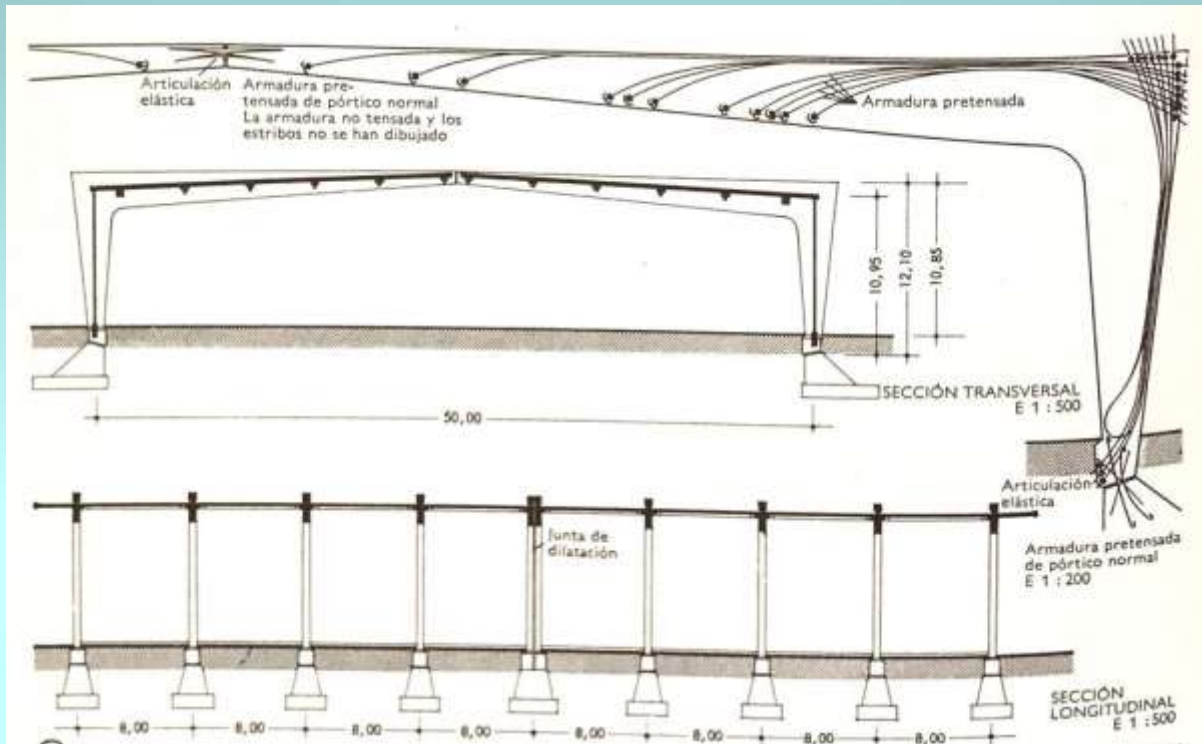 Articulación
elástica
Armadura pre-
tensada de pórtico normal
La armadura no tensada y los
estribos no se han dibujado
Armadura pretensada
10,95
12,10
10,85
SECCIÓN TRANSVERSAL
E 1 : 500
50,00
Articulación
elástica
Armadura pretensada
de pórtico normal
E 1 : 200
Junta de
dilatación
SECCIÓN
LONGITUDINAL
E 1 : 500
8,00 8,00 8,00 8,00 8,00 8,00 8,00 8,00